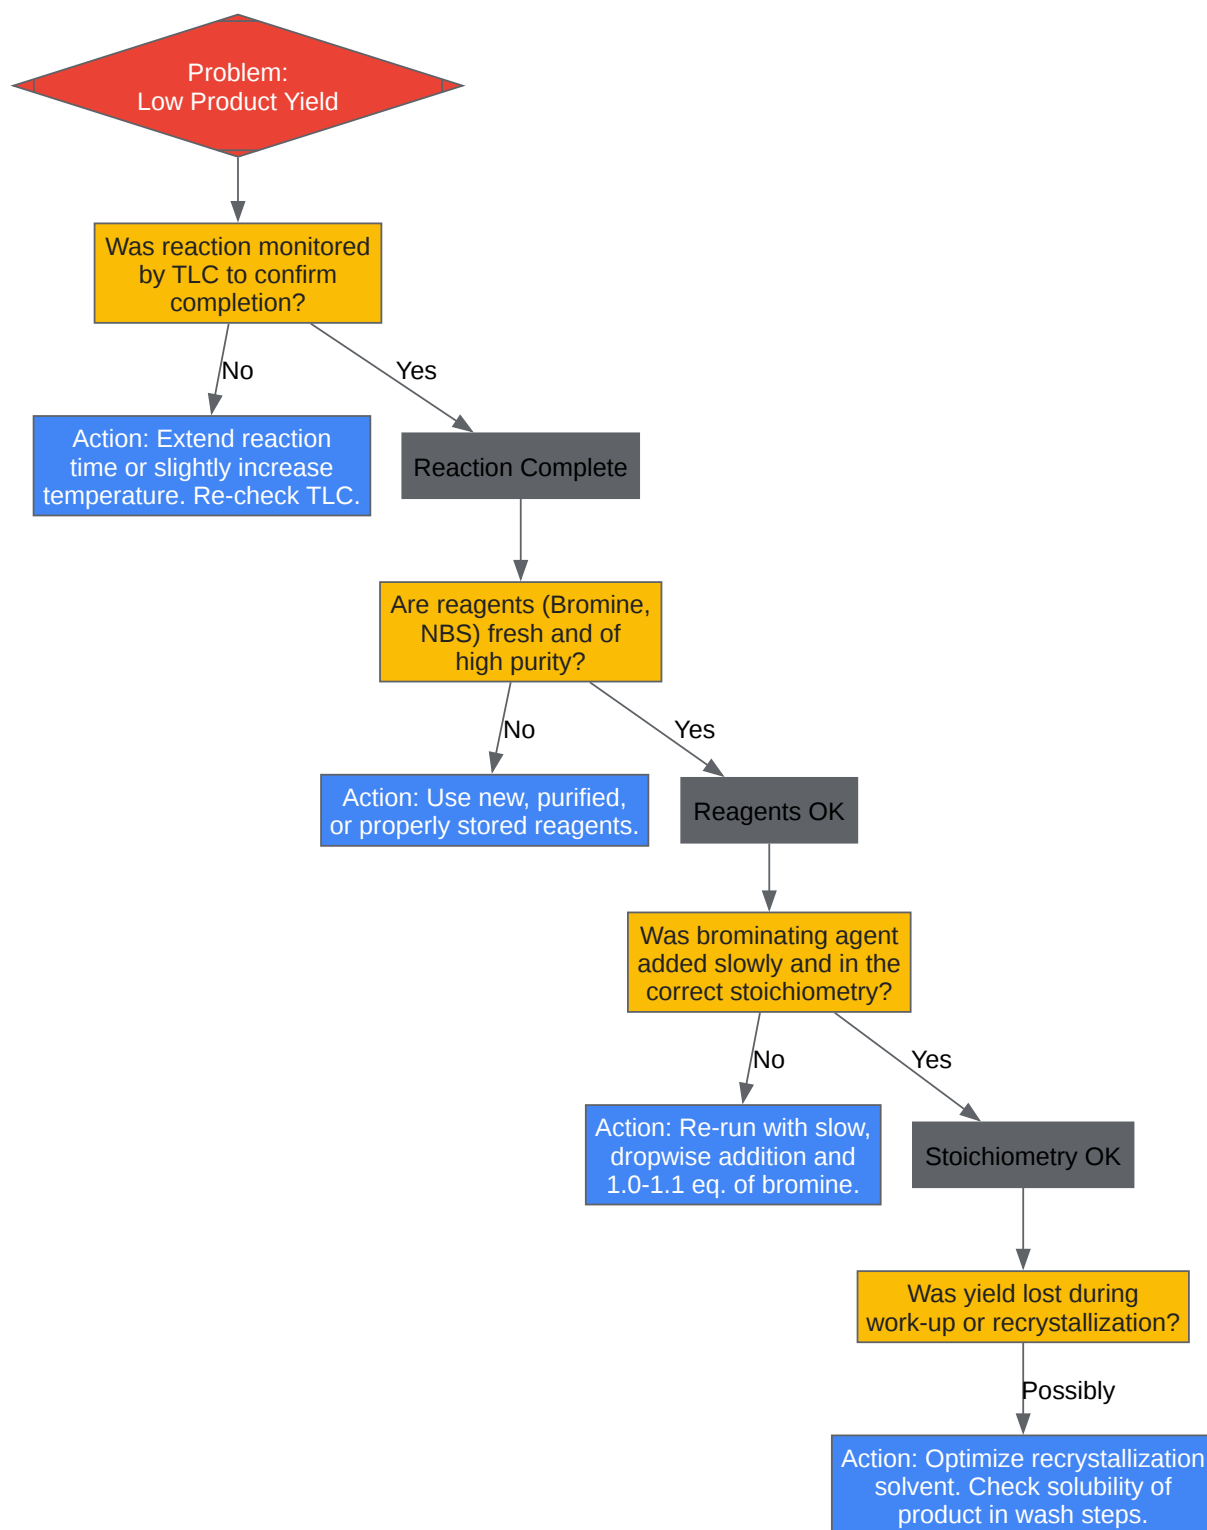 Problem:
Low Product Yield
Was reaction monitored
by TLC to confirm
completion?
No
Yes
Action: Extend reaction
time or slightly increase
temperature. Re-check TLC.
Reaction Complete
Are reagents (Bromine,
NBS) fresh and of
high purity?
No
Yes
Action: Use new, purified,
or properly stored reagents.
Reagents OK
Was brominating agent
added slowly and in the
correct stoichiometry?
No
Yes
Action: Re-run with slow,
dropwise addition and
1.0-1.1 eq. of bromine.
Stoichiometry OK
Was yield lost during
work-up or recrystallization?
Possibly
Action: Optimize recrystallization
solvent. Check solubility of
product in wash steps.